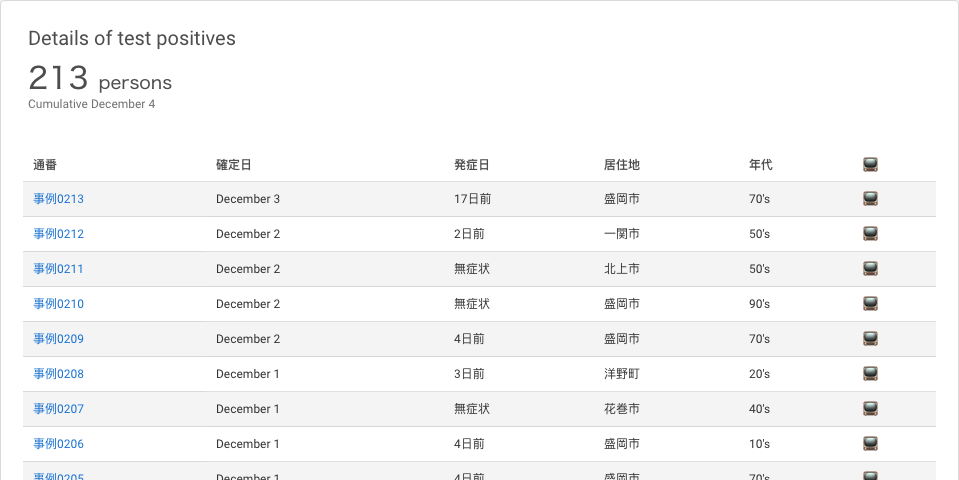 Details of test positives
213 persons
Cumulative December 4
通番 確定日 発症日 居住地 年代
事例0213 December 3 17日前 盛岡市 70's
事例0212 December 2 2日前 一関市 50's
事例0211 December 2 無症状 北上市 50's
事例0210 December 2 無症状 盛岡市 90's
事例0209 December 2 4日前 盛岡市 70's
事例0208 December 1 3日前 洋野町 20's
事例0207 December 1 無症状 花巻市 40's
事例0206 December 1 4日前 盛岡市 10's
事例0205 December 1 4日前 盛岡市 70's